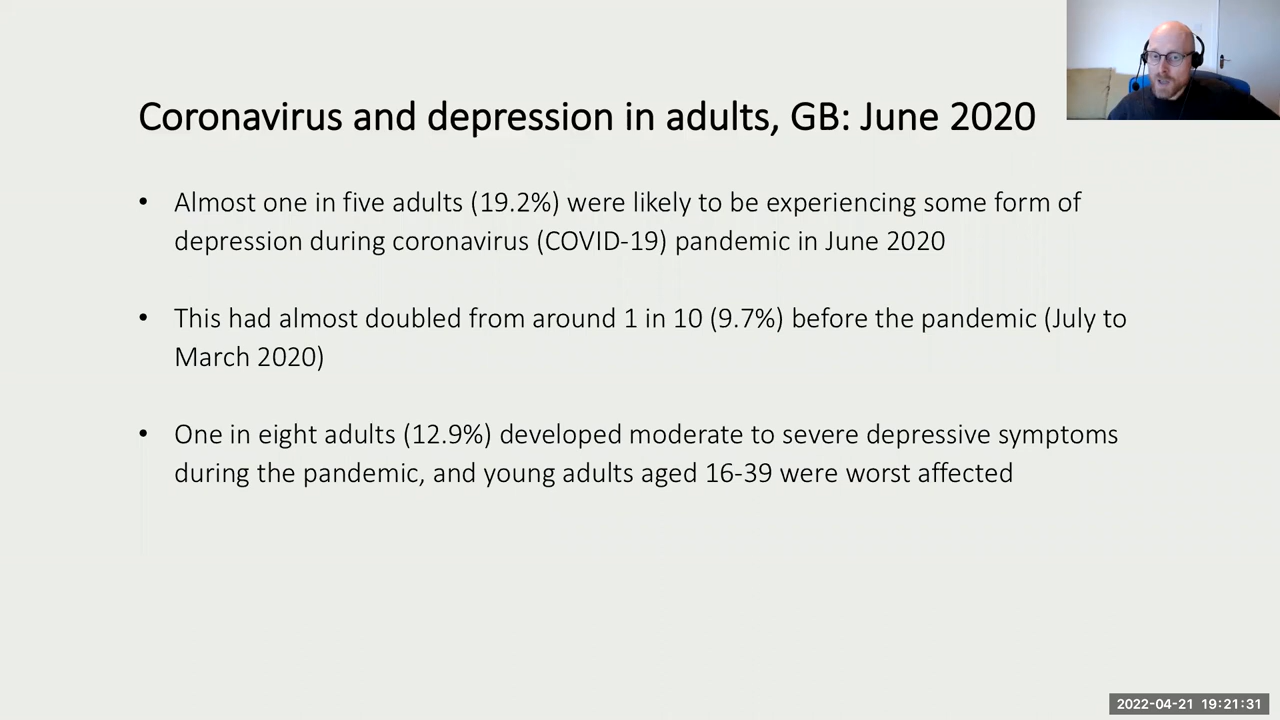 Coronavirus and depression in adults, GB: June 2020
• Almost one in five adults (19.2%) were likely to be experiencing some form of
depression during coronavirus (COVID-19) pandemic in June 2020
• This had almost doubled from around 1 in 10 (9.7%) before the pandemic (July to
March 2020)
• One in eight adults (12.9%) developed moderate to severe depressive symptoms
during the pandemic, and young adults aged 16-39 were worst affected
2022-04-21 19:21:31